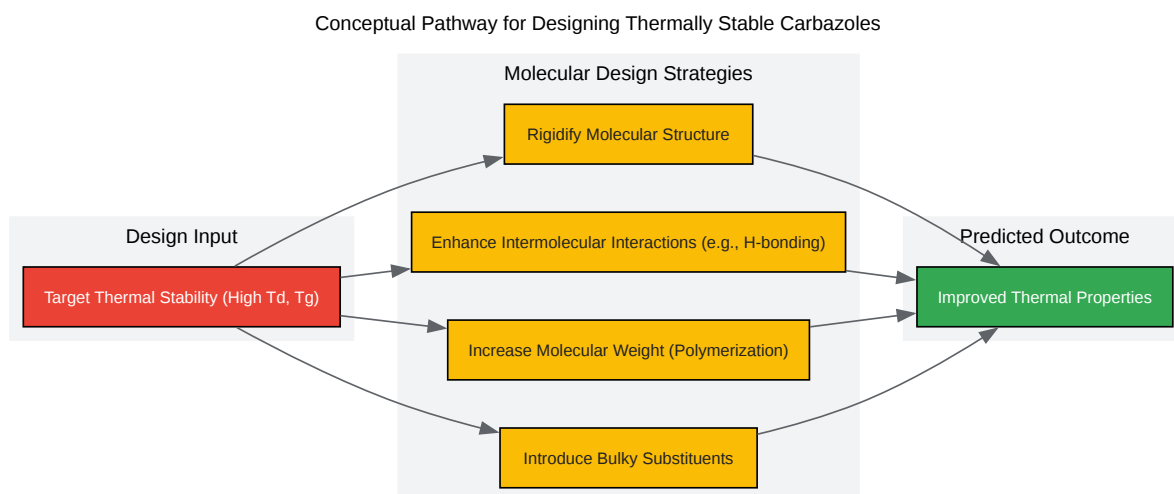 Conceptual Pathway for Designing Thermally Stable Carbazoles
Molecular Design Strategies
Rigidify Molecular Structure
Design Input
Enhance Intermolecular Interactions (e.g., H-bonding)
Predicted Outcome
Target Thermal Stability (High Td, Tg)
Improved Thermal Properties
Increase Molecular Weight (Polymerization)
Introduce Bulky Substituents